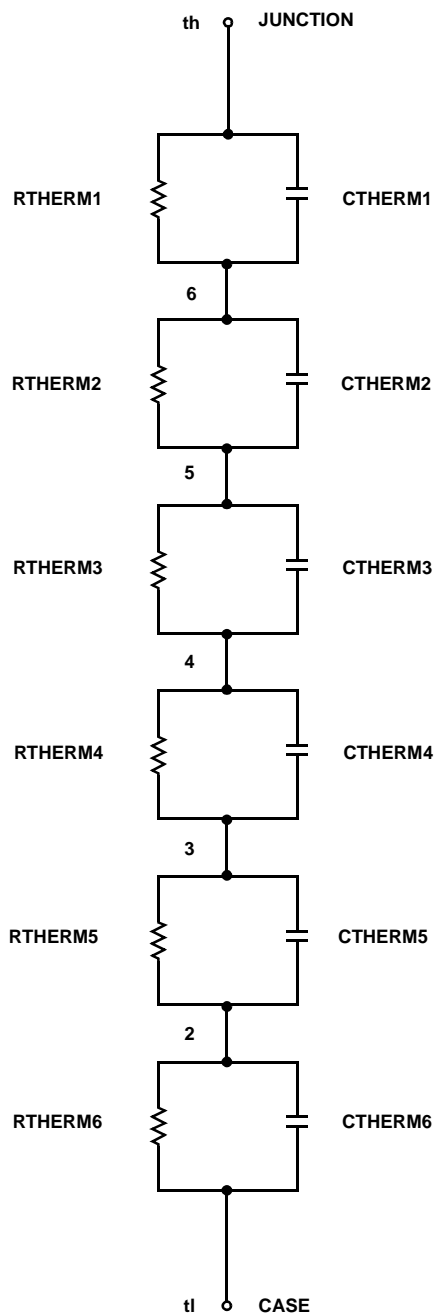 th JUNCTION
RTHERM1 CTHERM1
6
RTHERM2 CTHERM2
5
RTHERM3 CTHERM3
4
RTHERM4 CTHERM4
3
RTHERM5 CTHERM5
2
RTHERM6 CTHERM6
tl CASE